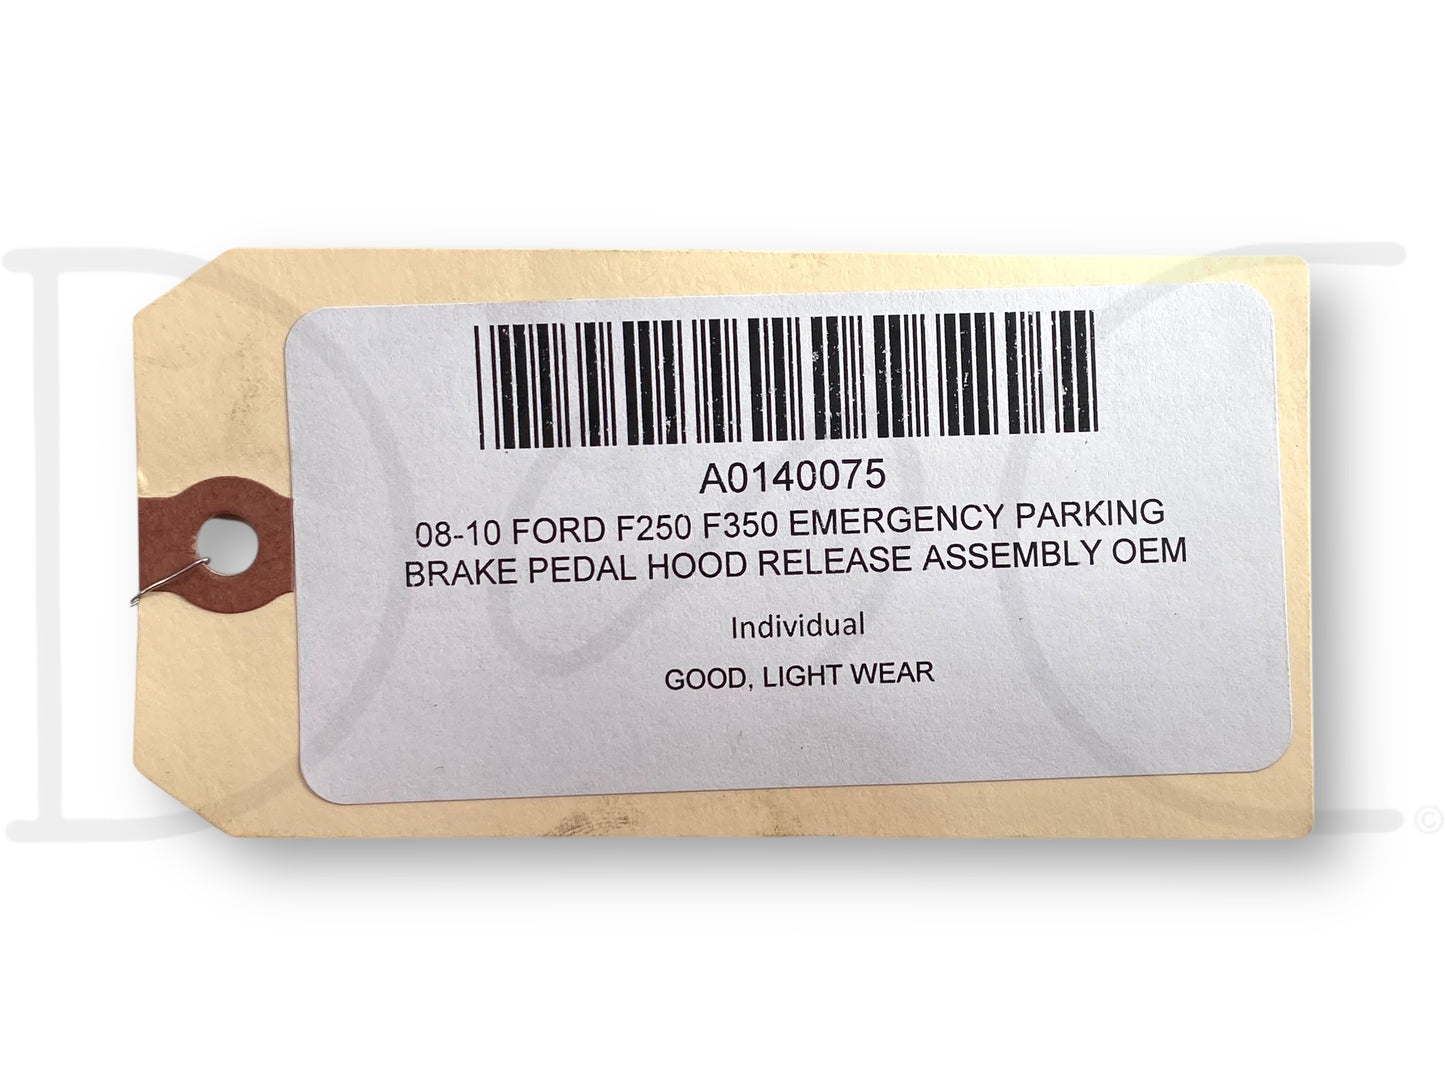 A0140075
08-10 FORD F250 F350 EMERGENCY PARKING
BRAKE PEDAL HOOD RELEASE ASSEMBLY OEM
Individual
GOOD, LIGHT WEAR
©